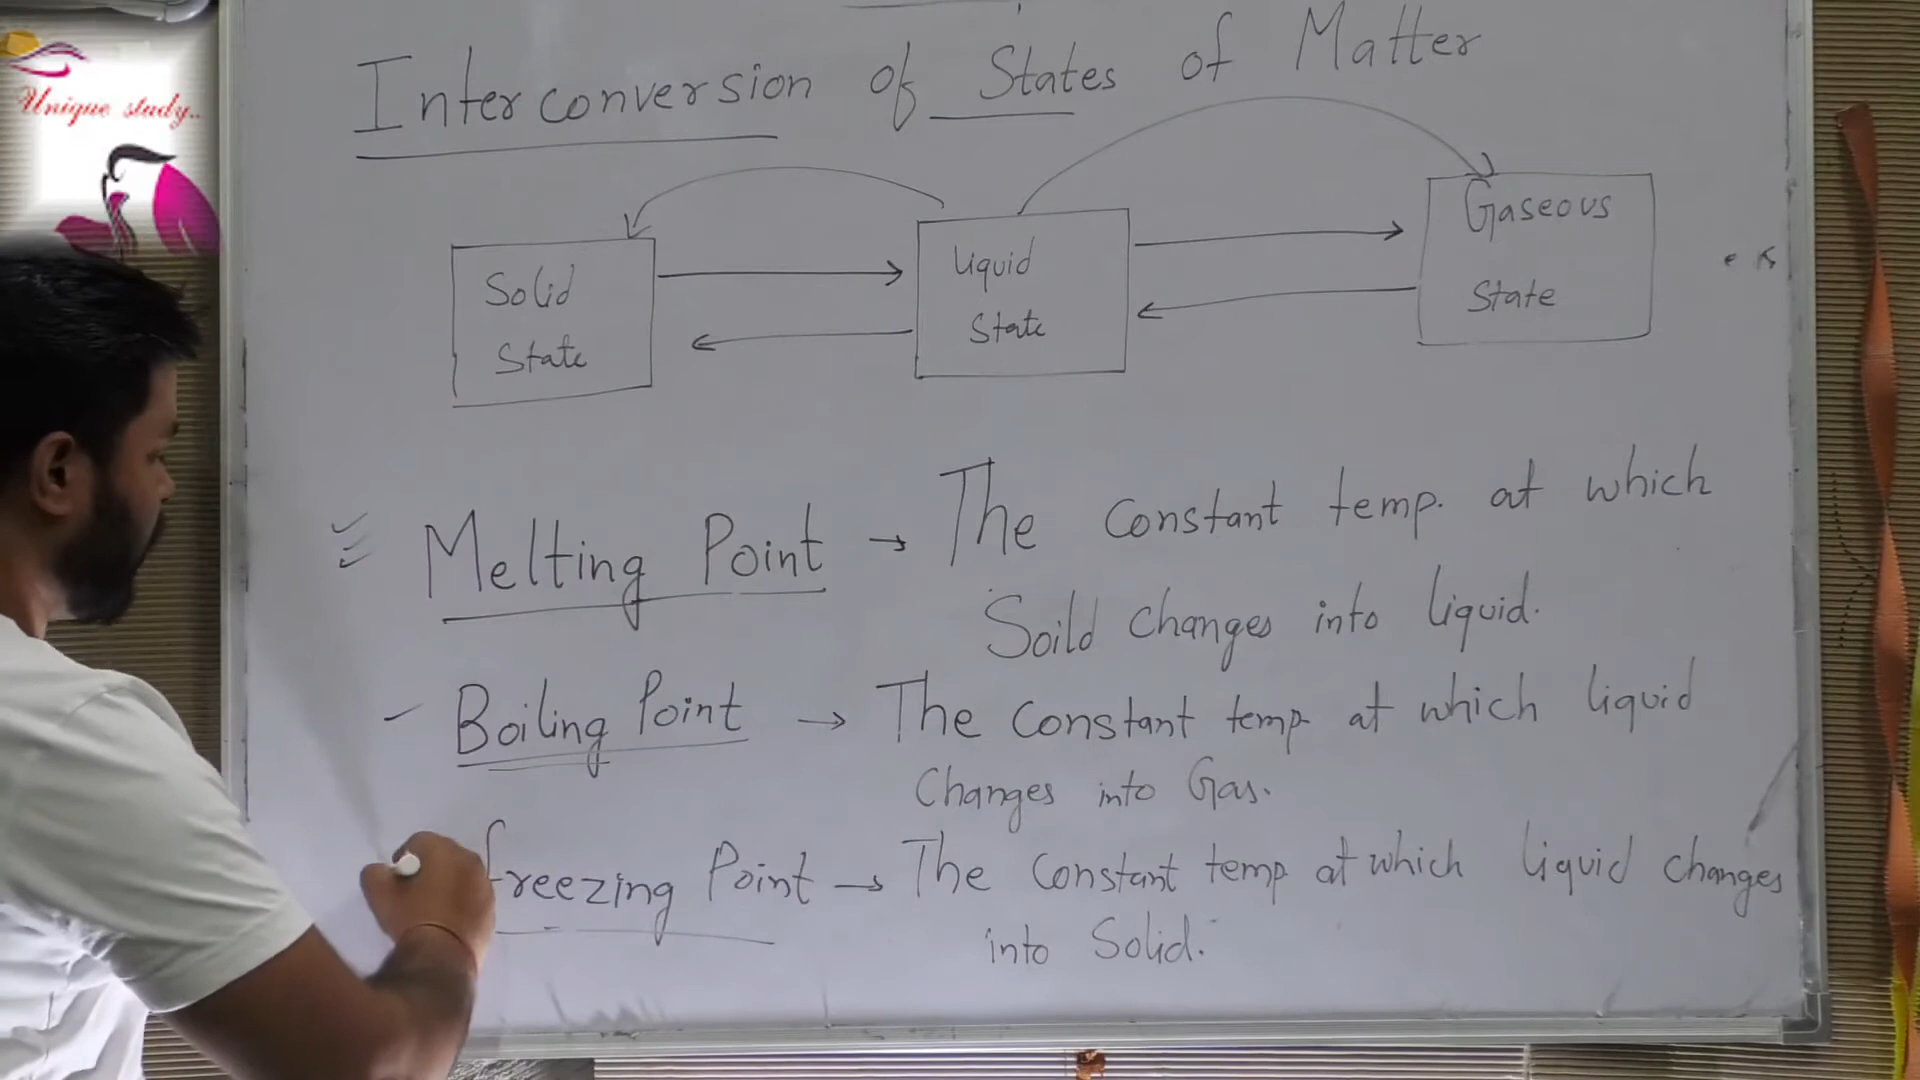 Unique study..
Interconversion of States of Matter
Solid
State
Liquid
State
Gaseous
State
Melting Point → The Constant temp. at which
Soild changes into liquid.
Boiling Point → The Constant temp at which liquid
Changes into Gas.
freezing Point → The Constant temp at which liquid changes
into Solid.